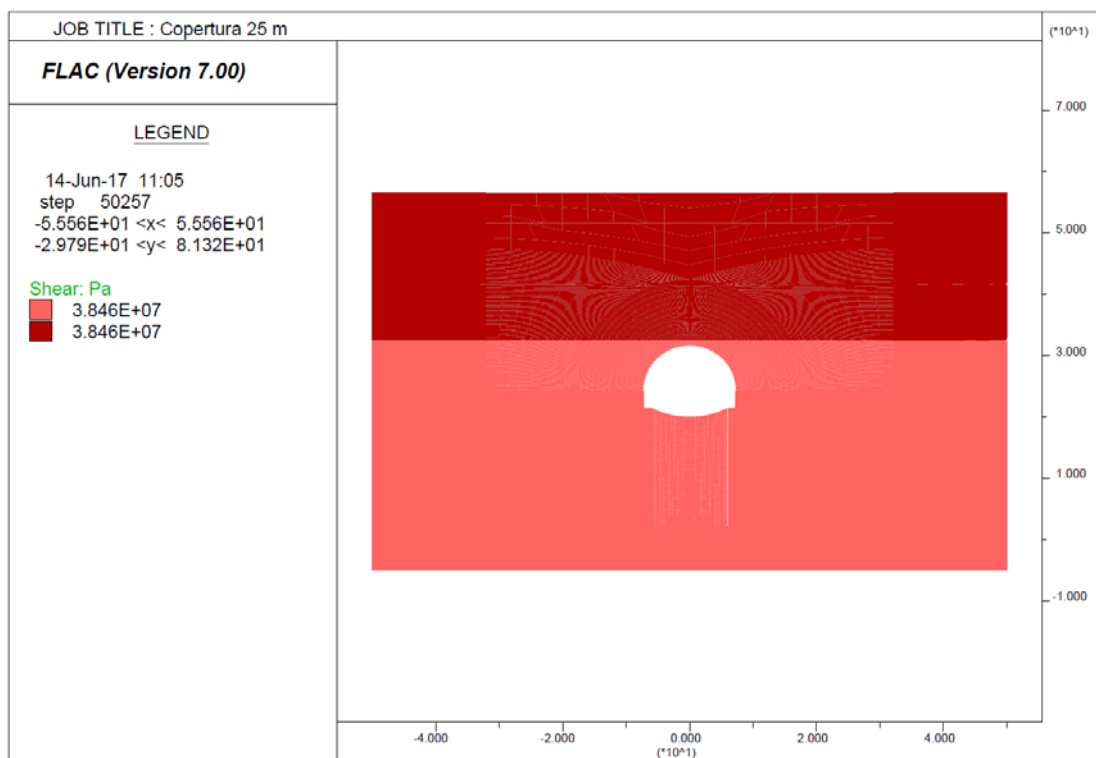 JOB TITLE : Copertura 25 m
FLAC (Version 7.00)
LEGEND
14-Jun-17 11:05
step 50257
-5.556E+01 <x< 5.556E+01
-2.979E+01 <y< 8.132E+01
Shear: Pa
3.846E+07
3.846E+07
(*10^1)
7.000
5.000
3.000
1.000
-1.000
-4.000
-2.000
0.000
2.000
4.000
(*10^1)